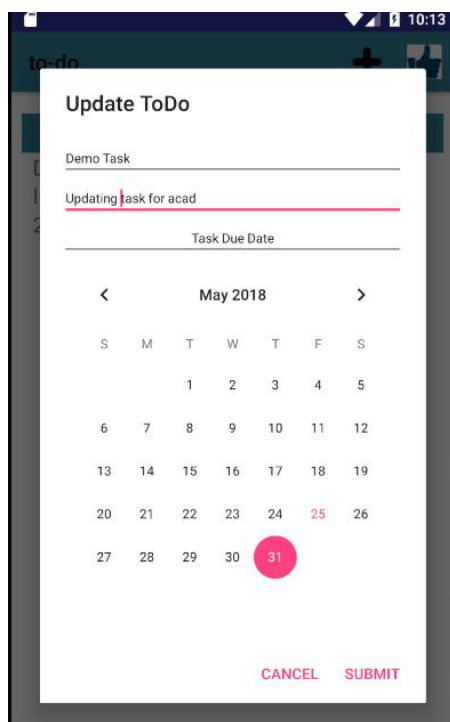 10:13
to-do
Update ToDo
Demo Task
Updating task for acad
Task Due Date
May 2018
S M T W T F S
1 2 3 4 5
6 7 8 9 10 11 12
13 14 15 16 17 18 19
20 21 22 23 24 25 26
27 28 29 30 31
CANCEL SUBMIT